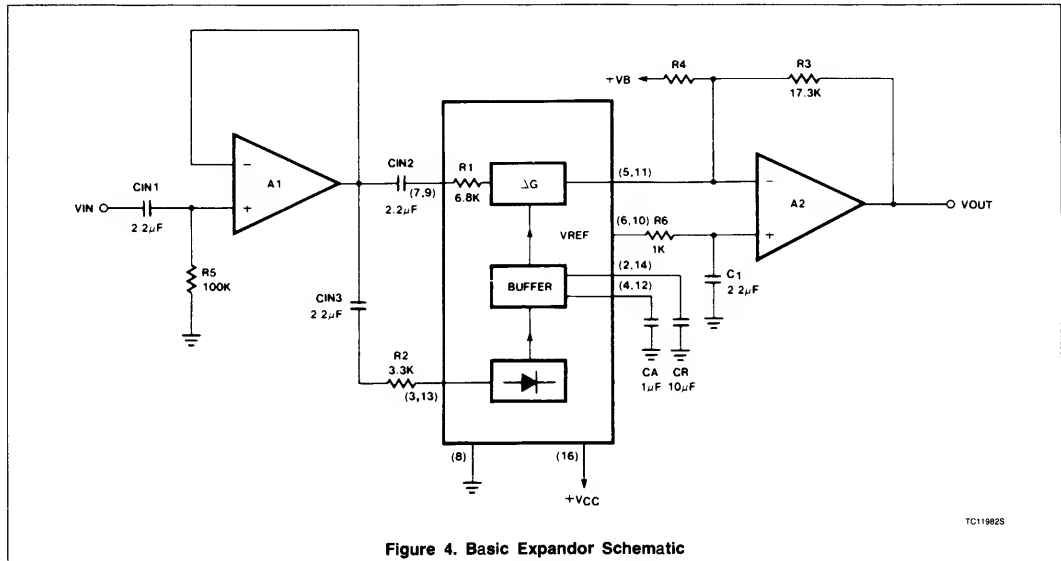 +VB
R4
R3
17.3K
A1
−
+
CIN1
VIN
2.2μF
R5
100K
CIN2
(7,9)
2.2μF
R1
6.8K
ΔG
(5,11)
−
+
A2
VOUT
VREF
(6,10)
R6
1K
C1
2.2μF
BUFFER
(2,14)
(4,12)
CIN3
2.2μF
CA
1μF
CR
10μF
R2
3.3K
(3,13)
(8)
(16)
+VCC
TC11982S
Figure 4. Basic Expandor Schematic